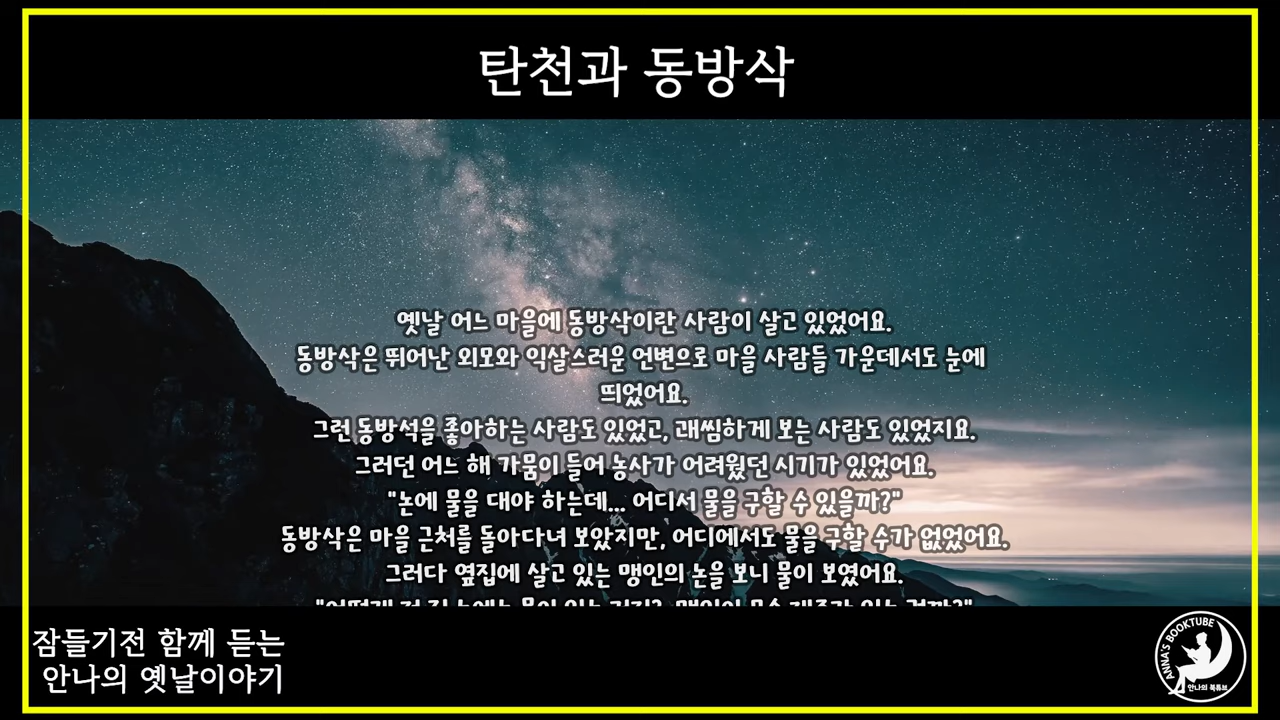 탄천과 동방삭
옛날 어느 마을에 동방삭이란 사람이 살고 있었어요.
동방삭은 뛰어난 외모와 익살스러운 언변으로 마을 사람들 가운데서도 눈에
띄었어요.
그런 동방석을 좋아하는 사람도 있었고, 괘씸하게 보는 사람도 있었지요.
그러던 어느 해 가뭄이 들어 농사가 어려웠던 시기가 있었어요.
"논에 물을 대야 하는데... 어디서 물을 구할 수 있을까?"
동방삭은 마을 근처를 돌아다녀 보았지만, 어디에서도 물을 구할 수가 없었어요.
그러다 옆집에 살고 있는 맹인의 논을 보니 물이 보였어요.
잠들기전 함께 듣는
안나의 옛날이야기
ANNA'S BOOKTUBE
안나의 북튜브